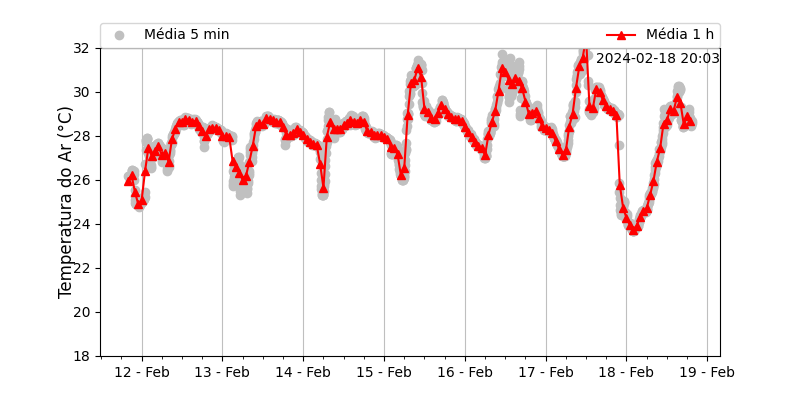 Média 5 min
Média 1 h
2024-02-18 20:03
Temperatura do Ar (°C)
32
30
28
26
24
22
20
18
12 - Feb
13 - Feb
14 - Feb
15 - Feb
16 - Feb
17 - Feb
18 - Feb
19 - Feb